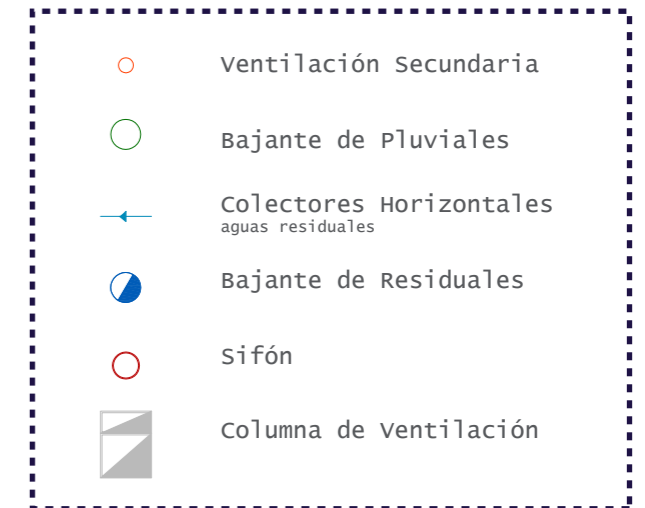 Ventilación Secundaria
Bajante de Pluviales
Colectores Horizontales
aguas residuales
Bajante de Residuales
Sifón
Columna de Ventilación